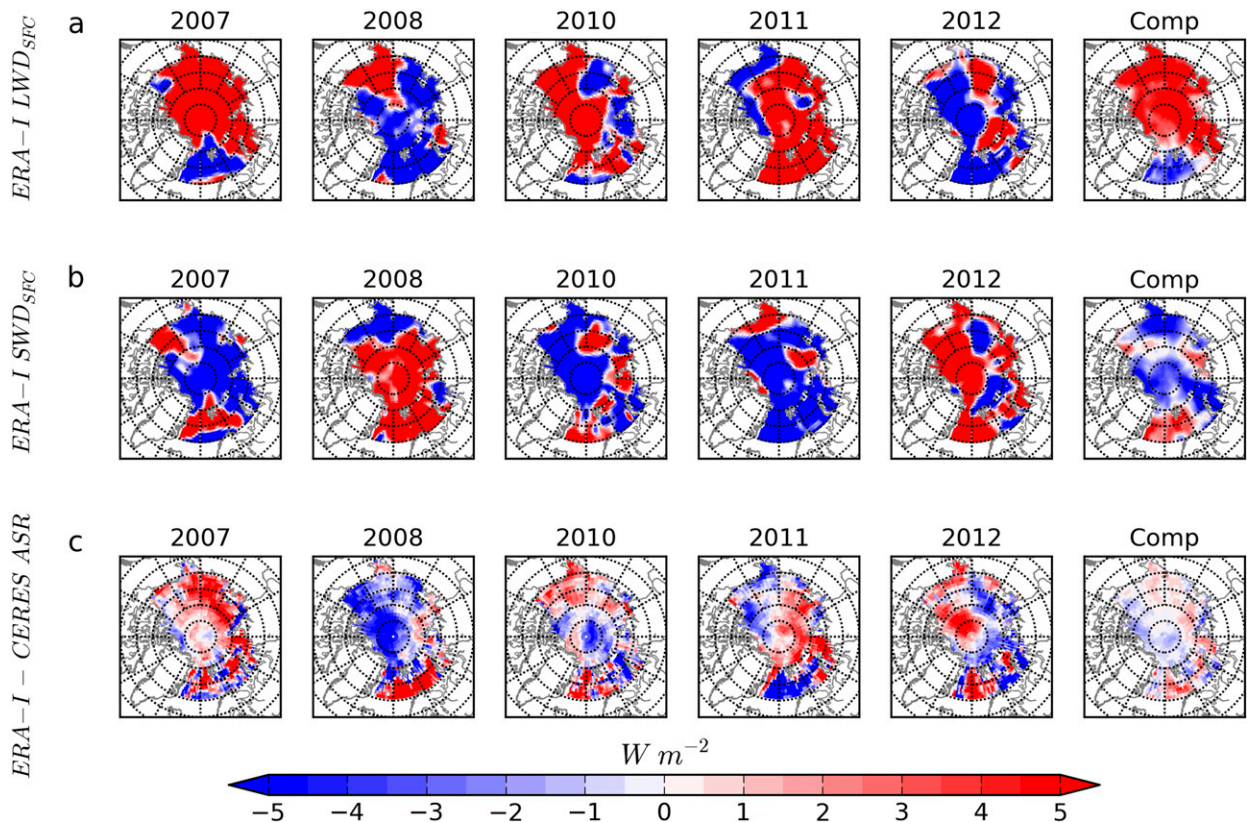 a
ERA−I LWD_SFC
2007 2008 2010 2011 2012 Comp
b
ERA−I SWD_SFC
2007 2008 2010 2011 2012 Comp
c
ERA−I − CERES ASR
2007 2008 2010 2011 2012 Comp
W m⁻²
−5 −4 −3 −2 −1 0 1 2 3 4 5